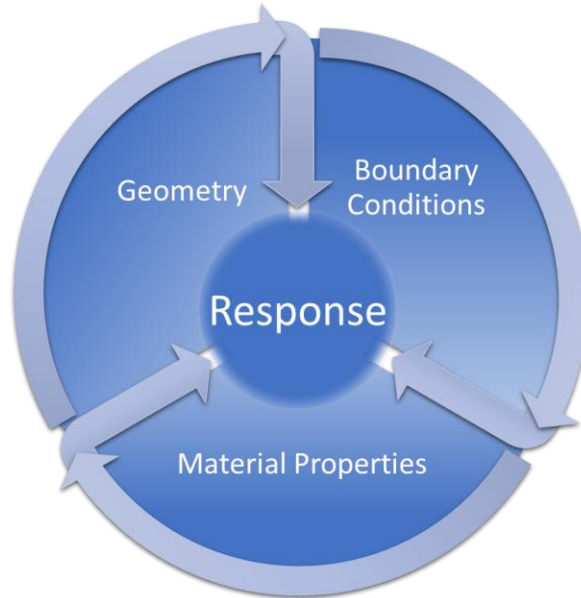 Geometry
Boundary
Conditions
Response
Material Properties